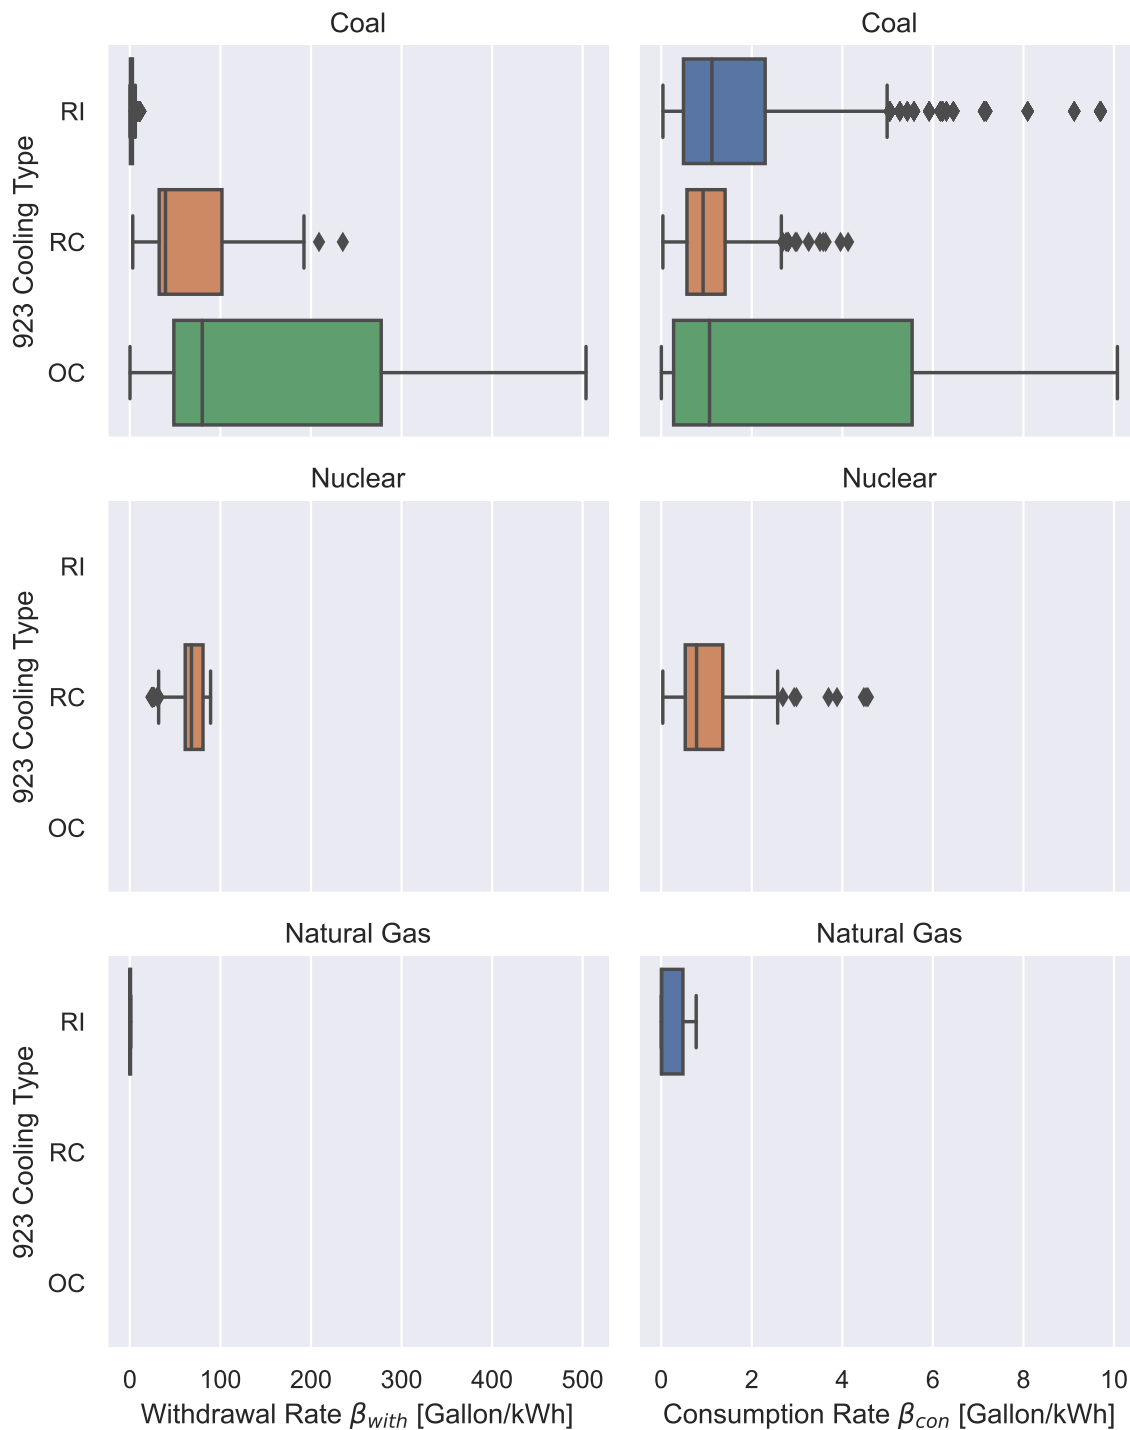 Coal
Coal
923 Cooling Type
RI
RC
OC
Nuclear
Nuclear
923 Cooling Type
RI
RC
OC
Natural Gas
Natural Gas
923 Cooling Type
RI
RC
OC
0 100 200 300 400 500
0 2 4 6 8 10
Withdrawal Rate β_with [Gallon/kWh]
Consumption Rate β_con [Gallon/kWh]